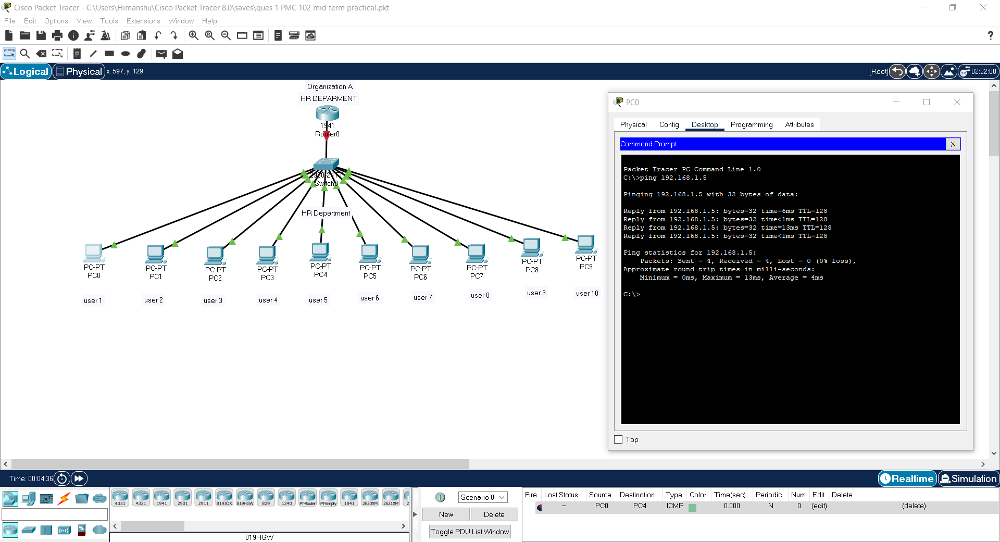 Cisco Packet Tracer - C:\Users\Himanshu\Cisco Packet Tracer 8.0\saves\ques 1 PMC 102 mid term practical.pkt
File Edit Options View Tools Extensions Window Help
Logical Physical x: 597, y: 129 [Root] 02:22:00
Organization A
HR DEPARMENT
1941
Router0
Switch0
HR Department
PC-PT
PC0
PC-PT
PC1
PC-PT
PC2
PC-PT
PC3
PC-PT
PC4
PC-PT
PC5
PC-PT
PC6
PC-PT
PC7
PC-PT
PC8
PC-PT
PC9
user 1
user 2
user 3
user 4
user 5
user 6
user 7
user 8
user 9
user 10
PC0
Physical Config Desktop Programming Attributes
Command Prompt X
Packet Tracer PC Command Line 1.0
C:\>ping 192.168.1.5
Pinging 192.168.1.5 with 32 bytes of data:
Reply from 192.168.1.5: bytes=32 time=6ms TTL=128
Reply from 192.168.1.5: bytes=32 time<1ms TTL=128
Reply from 192.168.1.5: bytes=32 time=13ms TTL=128
Reply from 192.168.1.5: bytes=32 time<1ms TTL=128
Ping statistics for 192.168.1.5:
Packets: Sent = 4, Received = 4, Lost = 0 (0% loss),
Approximate round trip times in milli-seconds:
Minimum = 0ms, Maximum = 13ms, Average = 4ms
C:\>
Top
Time: 00:04:36 Realtime Simulation
4331 4321 1941 2901 2911 819IOX 819HGW 829 1240 PT-Router PT-Empty 1841 2620XM 2621XM 2
819HGW
Scenario 0
New Delete
Toggle PDU List Window
Fire Last Status Source Destination Type Color Time(sec) Periodic Num Edit Delete
-- PC0 PC4 ICMP 0.000 N 0 (edit) (delete)